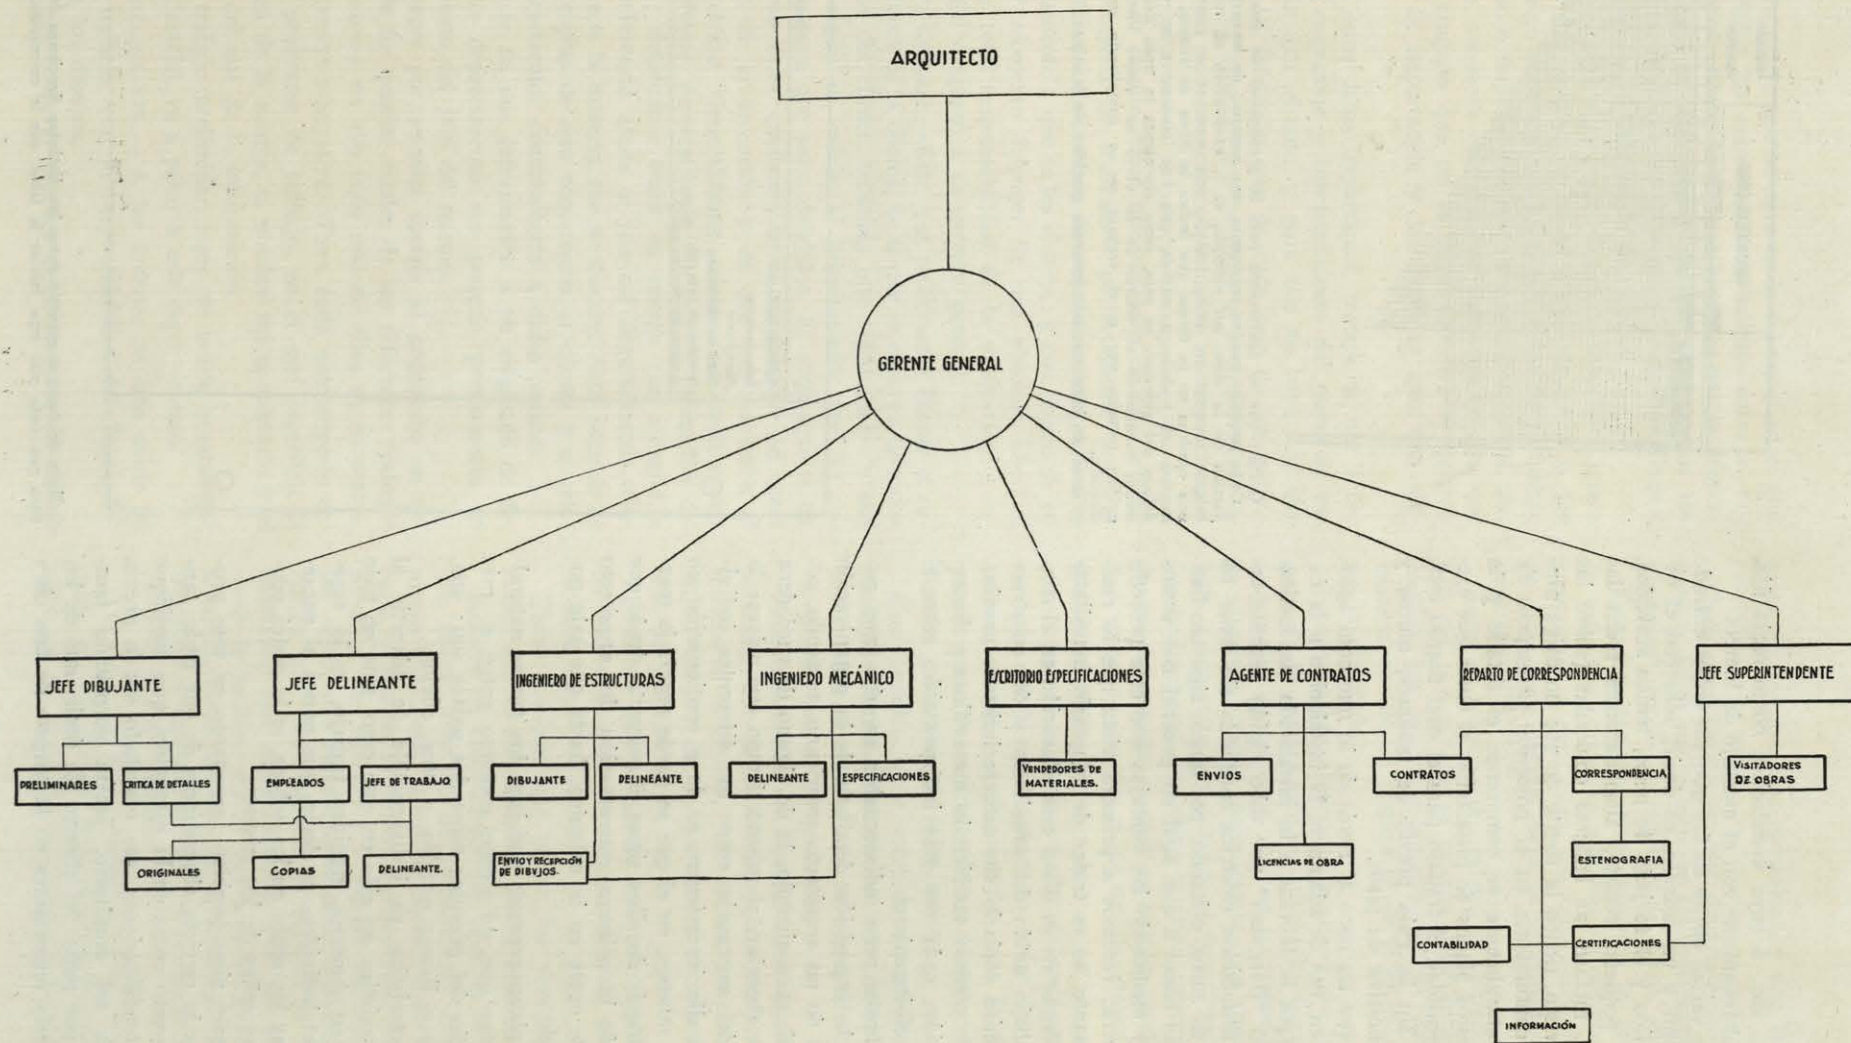 ARQUITECTO
GERENTE GENERAL
JEFE DIBUJANTE
JEFE DELINEANTE
INGENIERO DE ESTRUCTURAS
INGENIERO MECÁNICO
ESCRITORIO ESPECIFICACIONES
AGENTE DE CONTRATOS
REPARTO DE CORRESPONDENCIA
JEFE SUPERINTENDENTE
PRELIMINARES
CRITICA DE DETALLES
EMPLEADOS
JEFE DE TRABAJO
DIBUJANTE
DELINEANTE
DELINEANTE
ESPECIFICACIONES
VENDEDORES DE
MATERIALES.
ENVIOS
CONTRATOS
CORRESPONDENCIA
VISITADORES
DE OBRAS
ORIGINALES
COPIAS
DELINEANTE.
ENVIO Y RECEPCIÓN
DE DIBUJOS.
LICENCIAS DE OBRA
ESTENOGRAFIA
CONTABILIDAD
CERTIFICACIONES
INFORMACIÓN